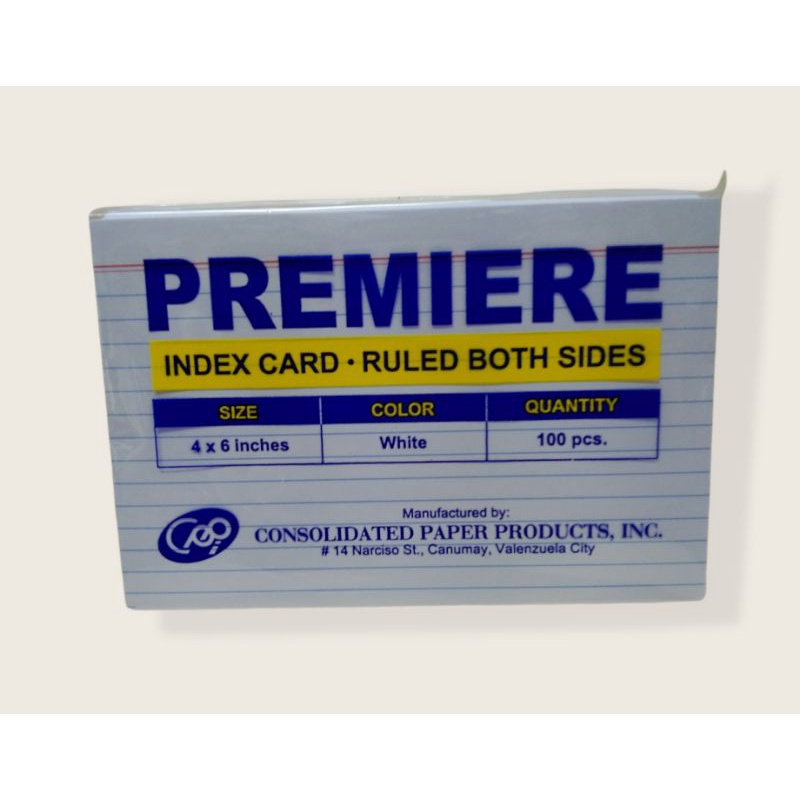 PREMIERE
INDEX CARD • RULED BOTH SIDES
SIZE COLOR QUANTITY
4 x 6 inches White 100 pcs.
Manufactured by:
CONSOLIDATED PAPER PRODUCTS, INC.
# 14 Narciso St., Canumay, Valenzuela City